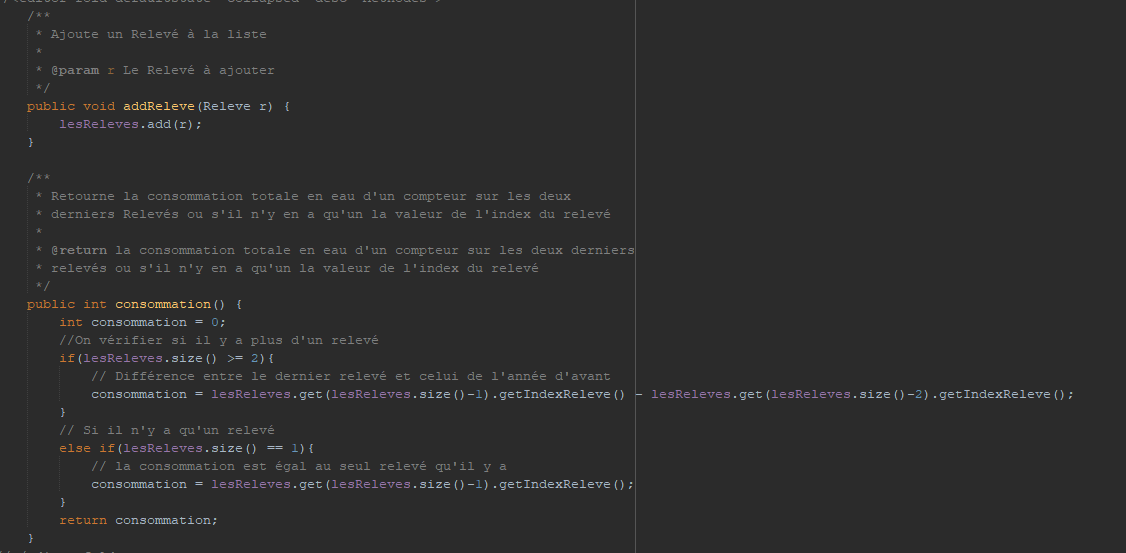 /**
* Ajoute un Relevé à la liste
*
* @param r Le Relevé à ajouter
*/
public void addReleve(Releve r) {
lesReleves.add(r);
}
/**
* Retourne la consommation totale en eau d'un compteur sur les deux
* derniers Relevés ou s'il n'y en a qu'un la valeur de l'index du relevé
*
* @return la consommation totale en eau d'un compteur sur les deux derniers
* relevés ou s'il n'y en a qu'un la valeur de l'index du relevé
*/
public int consommation() {
int consommation = 0;
//On vérifier si il y a plus d'un relevé
if(lesReleves.size() >= 2){
// Différence entre le dernier relevé et celui de l'année d'avant
consommation = lesReleves.get(lesReleves.size()-1).getIndexReleve() - lesReleves.get(lesReleves.size()-2).getIndexReleve();
}
// Si il n'y a qu'un relevé
else if(lesReleves.size() == 1){
// la consommation est égal au seul relevé qu'il y a
consommation = lesReleves.get(lesReleves.size()-1).getIndexReleve();
}
return consommation;
}